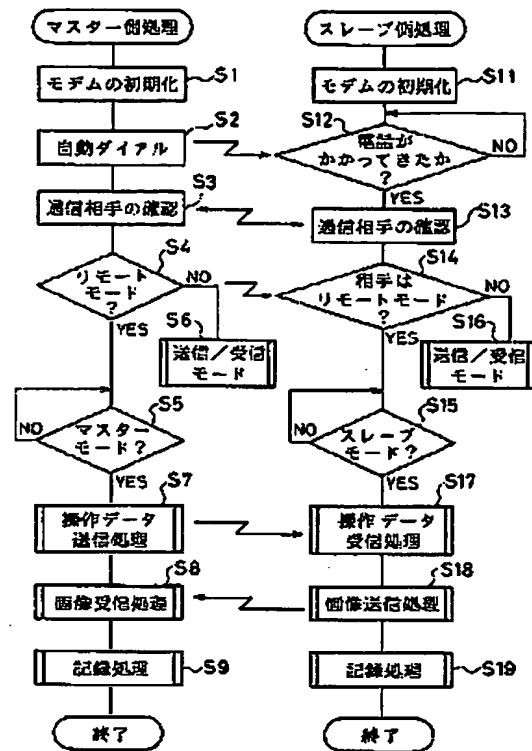 マスター側処理
モデムの初期化
S1
自動ダイアル
S2
通信相手の確認
S3
リモート
モード
?
S4
NO
YES
S6
送信/受信
モード
マスター
モード?
S5
NO
YES
操作データ
送信処理
S7
画像受信処理
S8
記録処理
S9
終了
スレーブ側処理
モデムの初期化
S11
電話が
かかってきたか
?
S12
NO
YES
通信相手の確認
S13
相手は
リモートモード
?
S14
NO
YES
S16
送信/受信
モード
スレーブ
モード?
S15
NO
YES
操作データ
受信処理
S17
画像送信処理
S18
記録処理
S19
終了